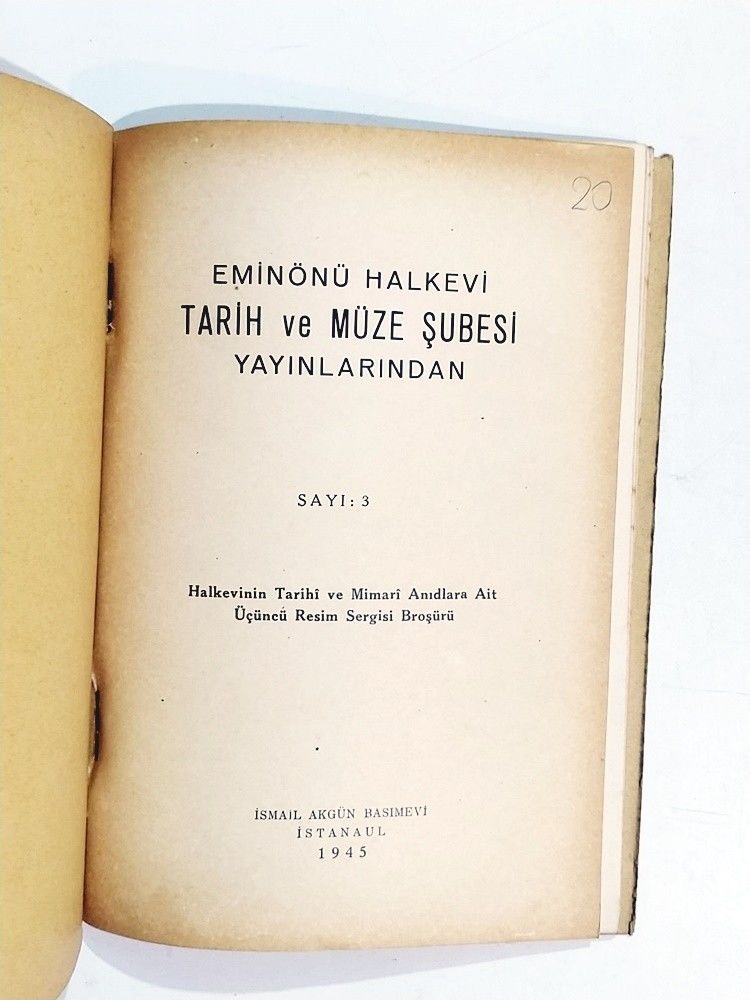 20
EMİNÖNÜ HALKEVİ
TARİH ve MÜZE ŞUBESİ
YAYINLARINDAN
SAYI: 3
Halkevinin Tarihî ve Mimarî Anıdlara Ait
Üçüncü Resim Sergisi Broşürü
İSMAİL AKGÜN BASIMEVİ
İSTANAUL
1945